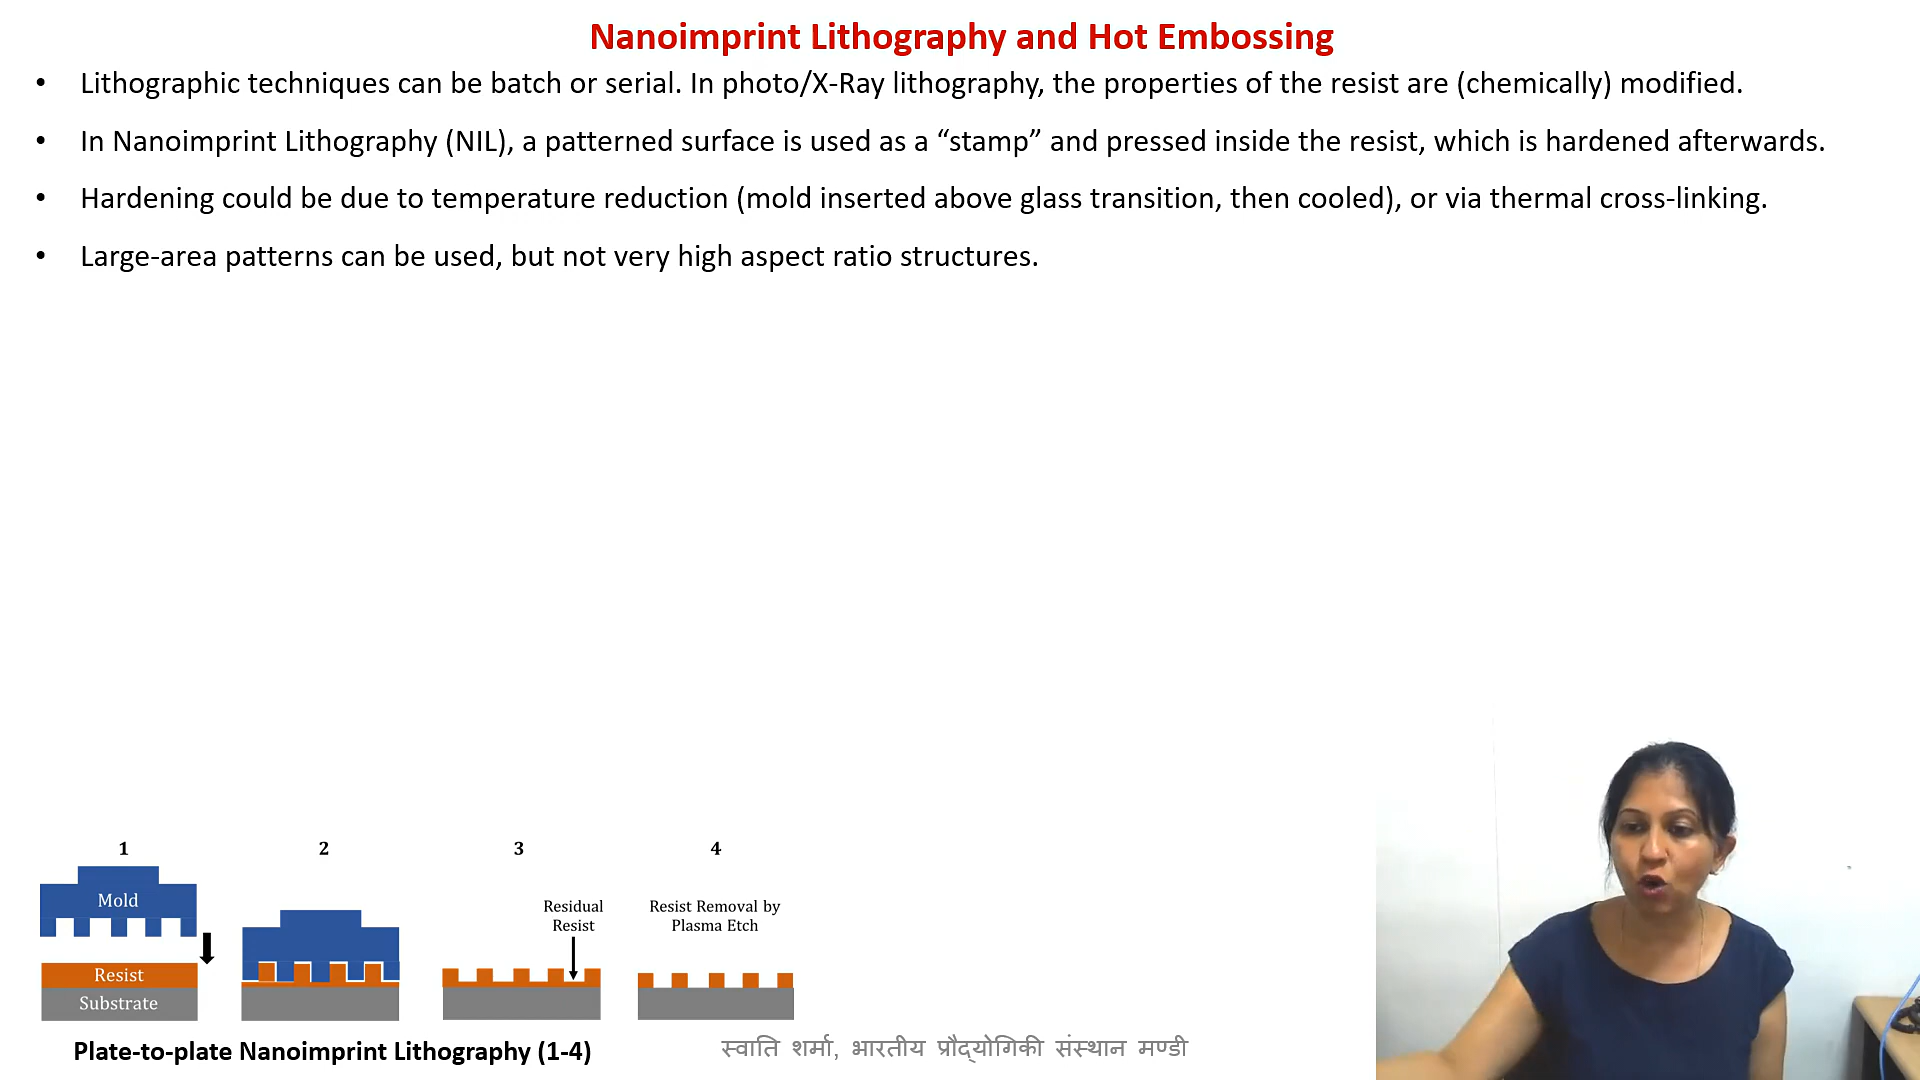 Nanoimprint Lithography and Hot Embossing
• Lithographic techniques can be batch or serial. In photo/X-Ray lithography, the properties of the resist are (chemically) modified.
• In Nanoimprint Lithography (NIL), a patterned surface is used as a “stamp” and pressed inside the resist, which is hardened afterwards.
• Hardening could be due to temperature reduction (mold inserted above glass transition, then cooled), or via thermal cross-linking.
• Large-area patterns can be used, but not very high aspect ratio structures.
1
2
3
4
Mold
Resist
Substrate
Residual
Resist
Resist Removal by
Plasma Etch
Plate-to-plate Nanoimprint Lithography (1-4)
स्वाति शर्मा, भारतीय प्रौद्योगिकी संस्थान मण्डी